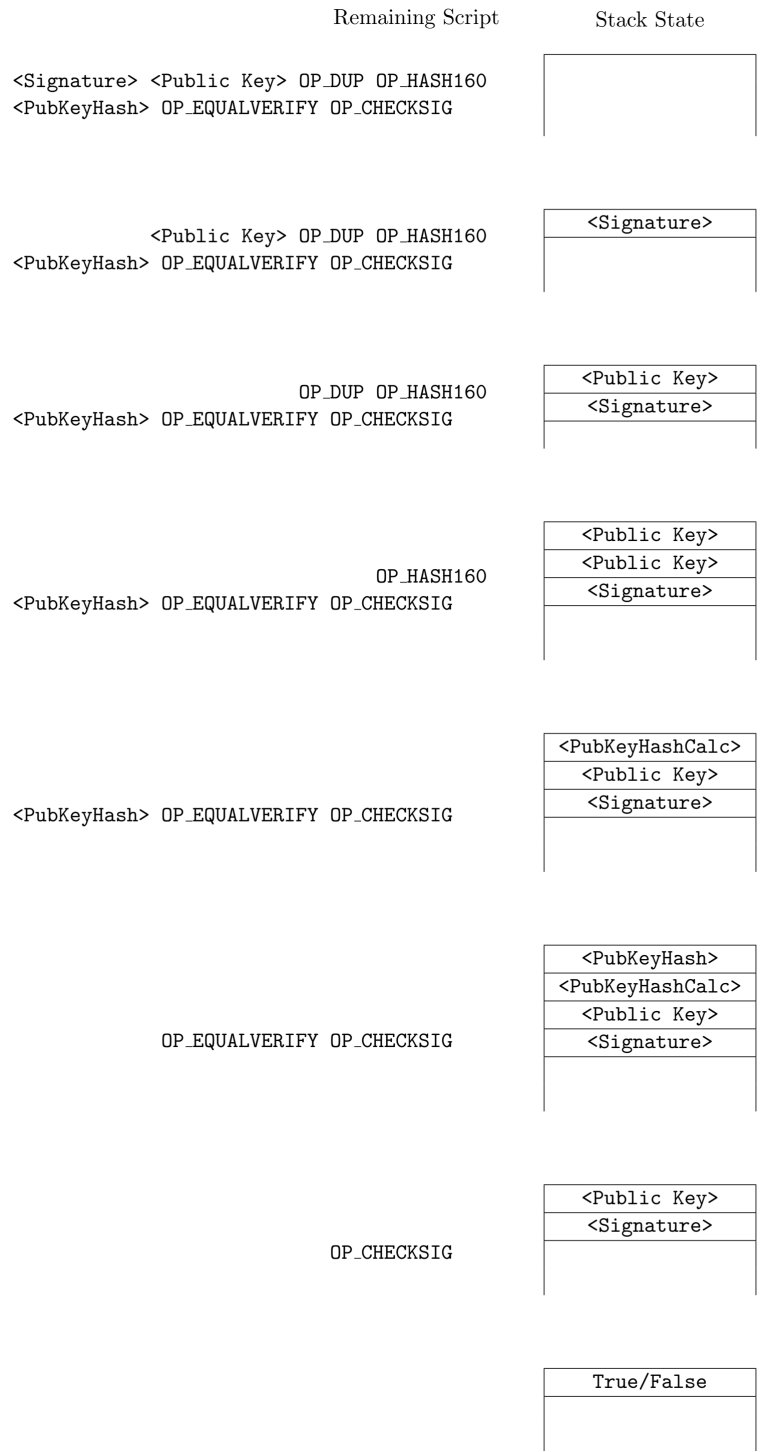 Remaining Script
Stack State
<Signature> <Public Key> OP_DUP OP_HASH160
<PubKeyHash> OP_EQUALVERIFY OP_CHECKSIG
<Public Key> OP_DUP OP_HASH160
<PubKeyHash> OP_EQUALVERIFY OP_CHECKSIG
<Signature>
OP_DUP OP_HASH160
<PubKeyHash> OP_EQUALVERIFY OP_CHECKSIG
<Public Key>
<Signature>
OP_HASH160
<PubKeyHash> OP_EQUALVERIFY OP_CHECKSIG
<Public Key>
<Public Key>
<Signature>
<PubKeyHash> OP_EQUALVERIFY OP_CHECKSIG
<PubKeyHashCalc>
<Public Key>
<Signature>
OP_EQUALVERIFY OP_CHECKSIG
<PubKeyHash>
<PubKeyHashCalc>
<Public Key>
<Signature>
OP_CHECKSIG
<Public Key>
<Signature>
True/False